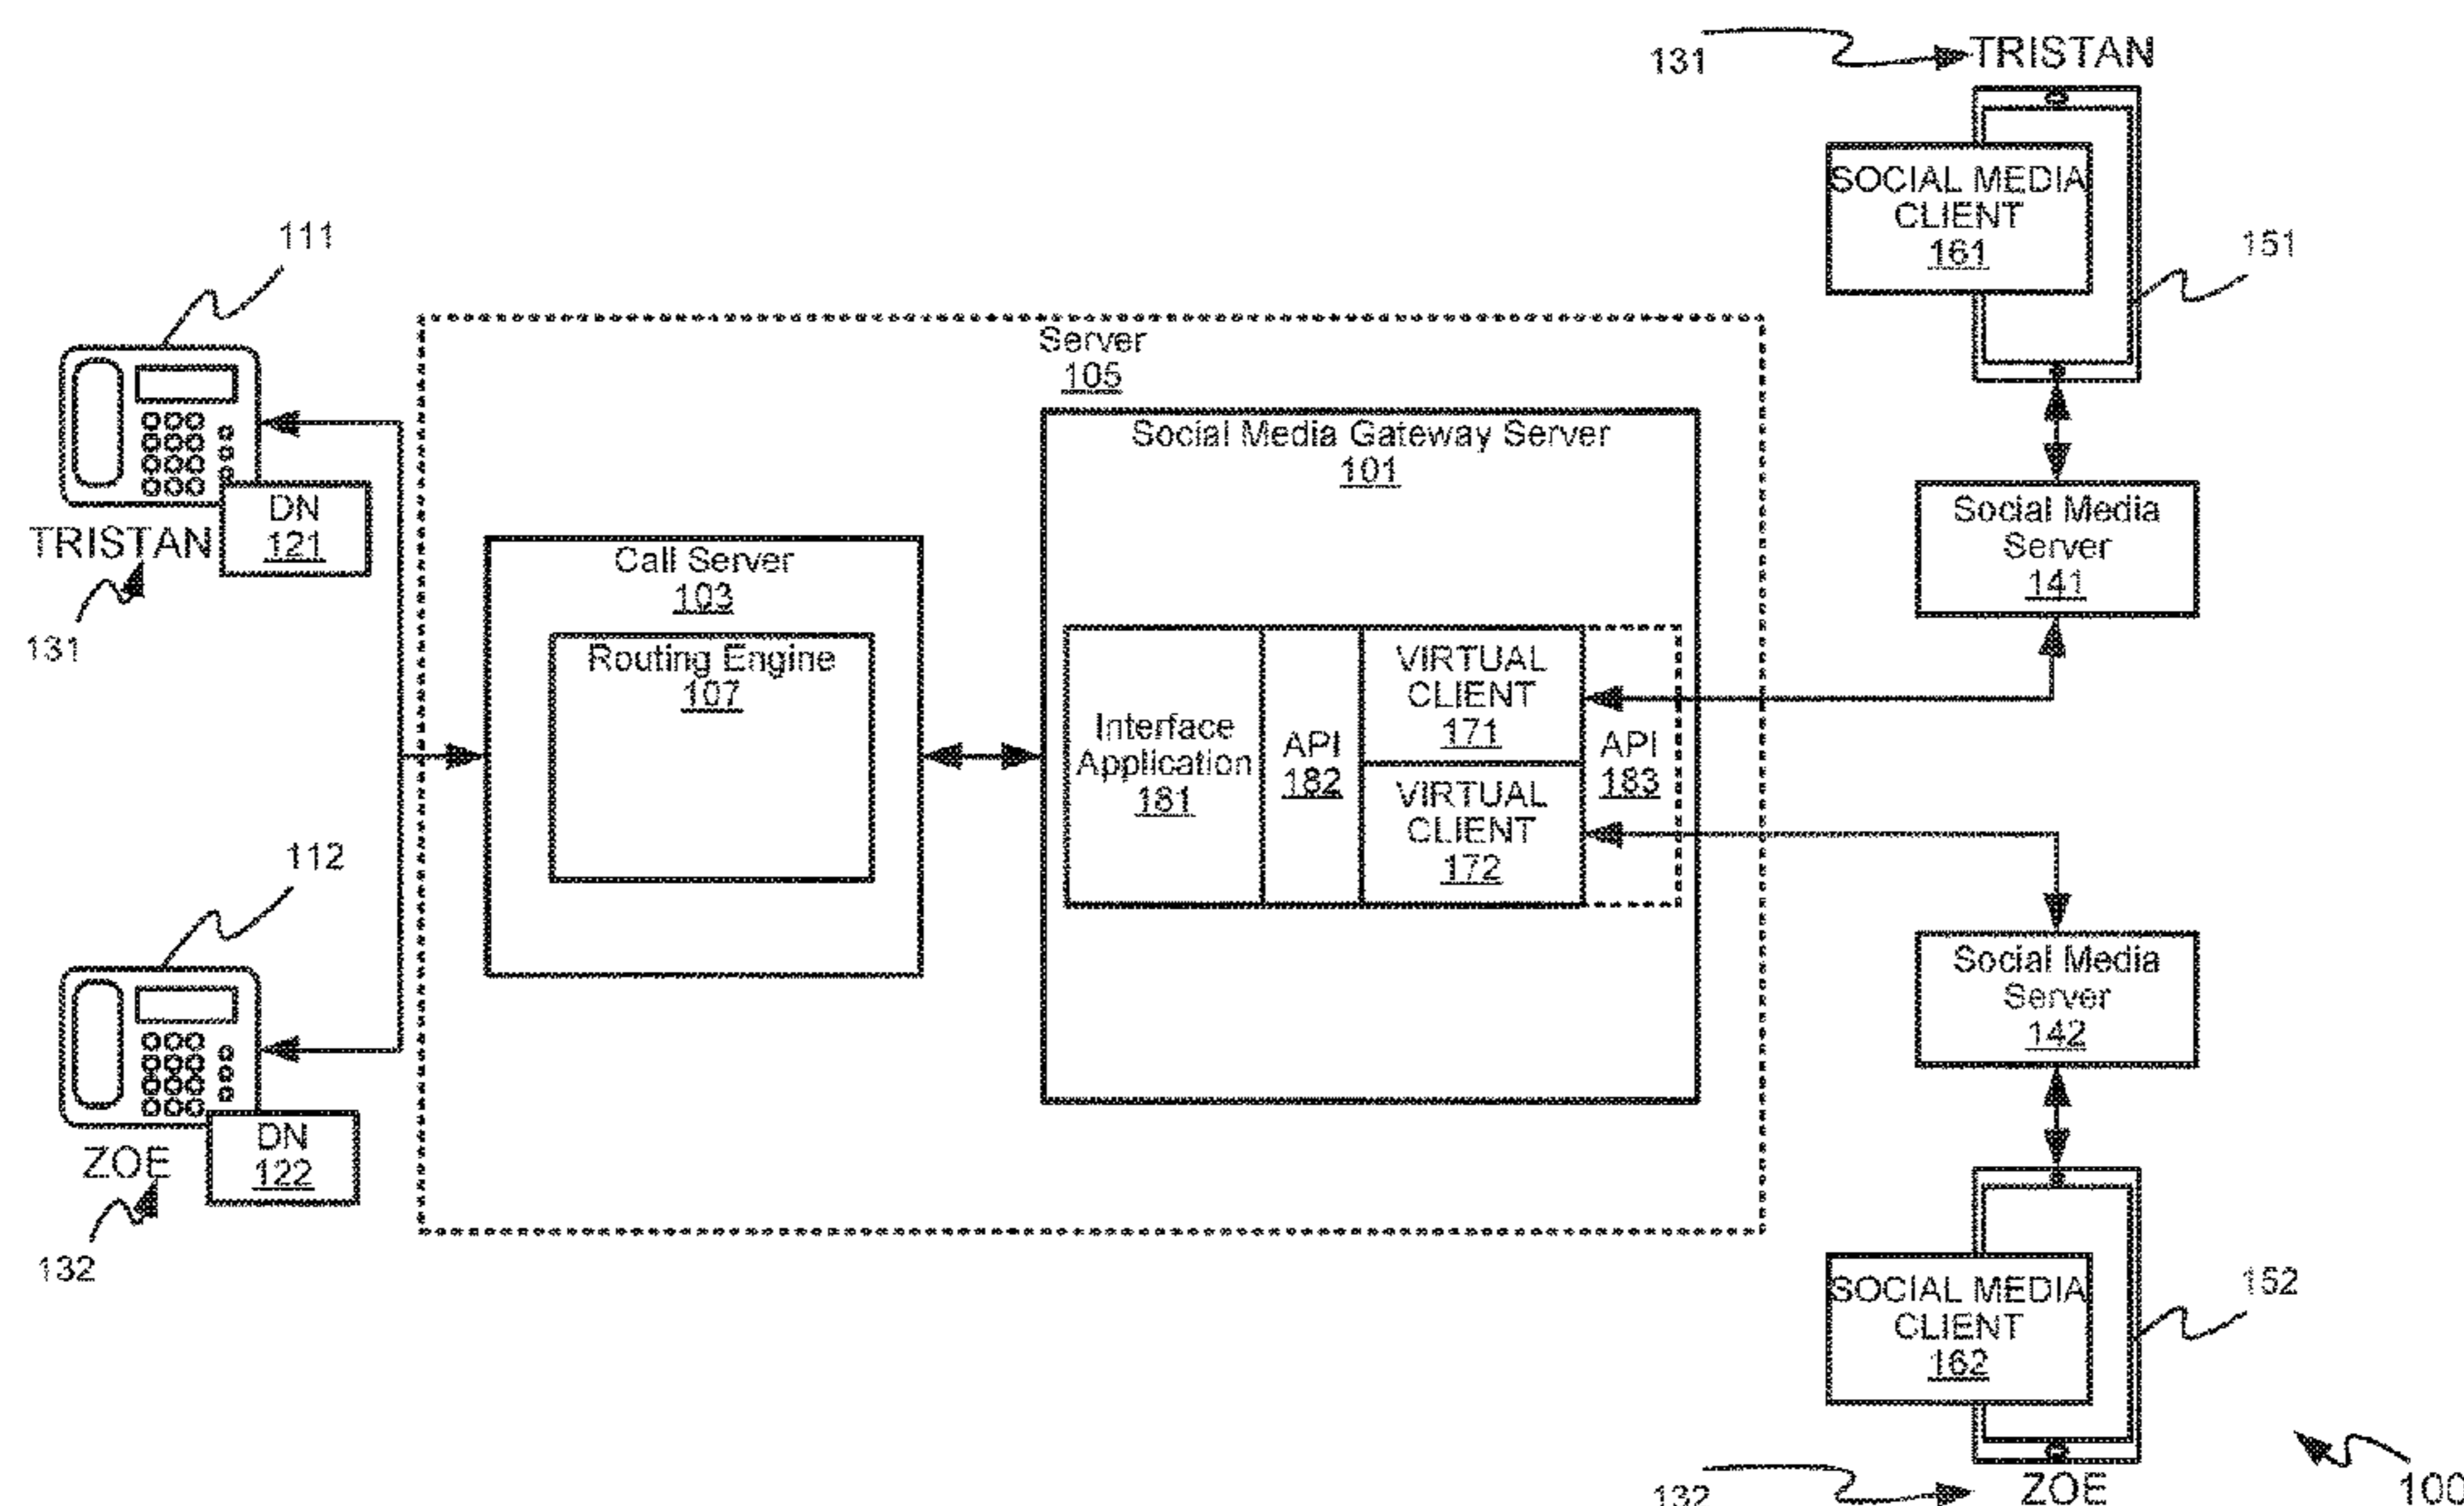 131
TRISTAN
SOCIAL MEDIA
CLIENT
161
151
111
DN
121
TRISTAN
131
Server
105
Social Media Gateway Server
101
Call Server
103
Routing Engine
107
Interface
Application
181
API
182
VIRTUAL
CLIENT
171
VIRTUAL
CLIENT
172
API
183
Social Media
Server
141
112
DN
122
ZOE
132
Social Media
Server
142
SOCIAL MEDIA
CLIENT
162
152
132
ZOE
100